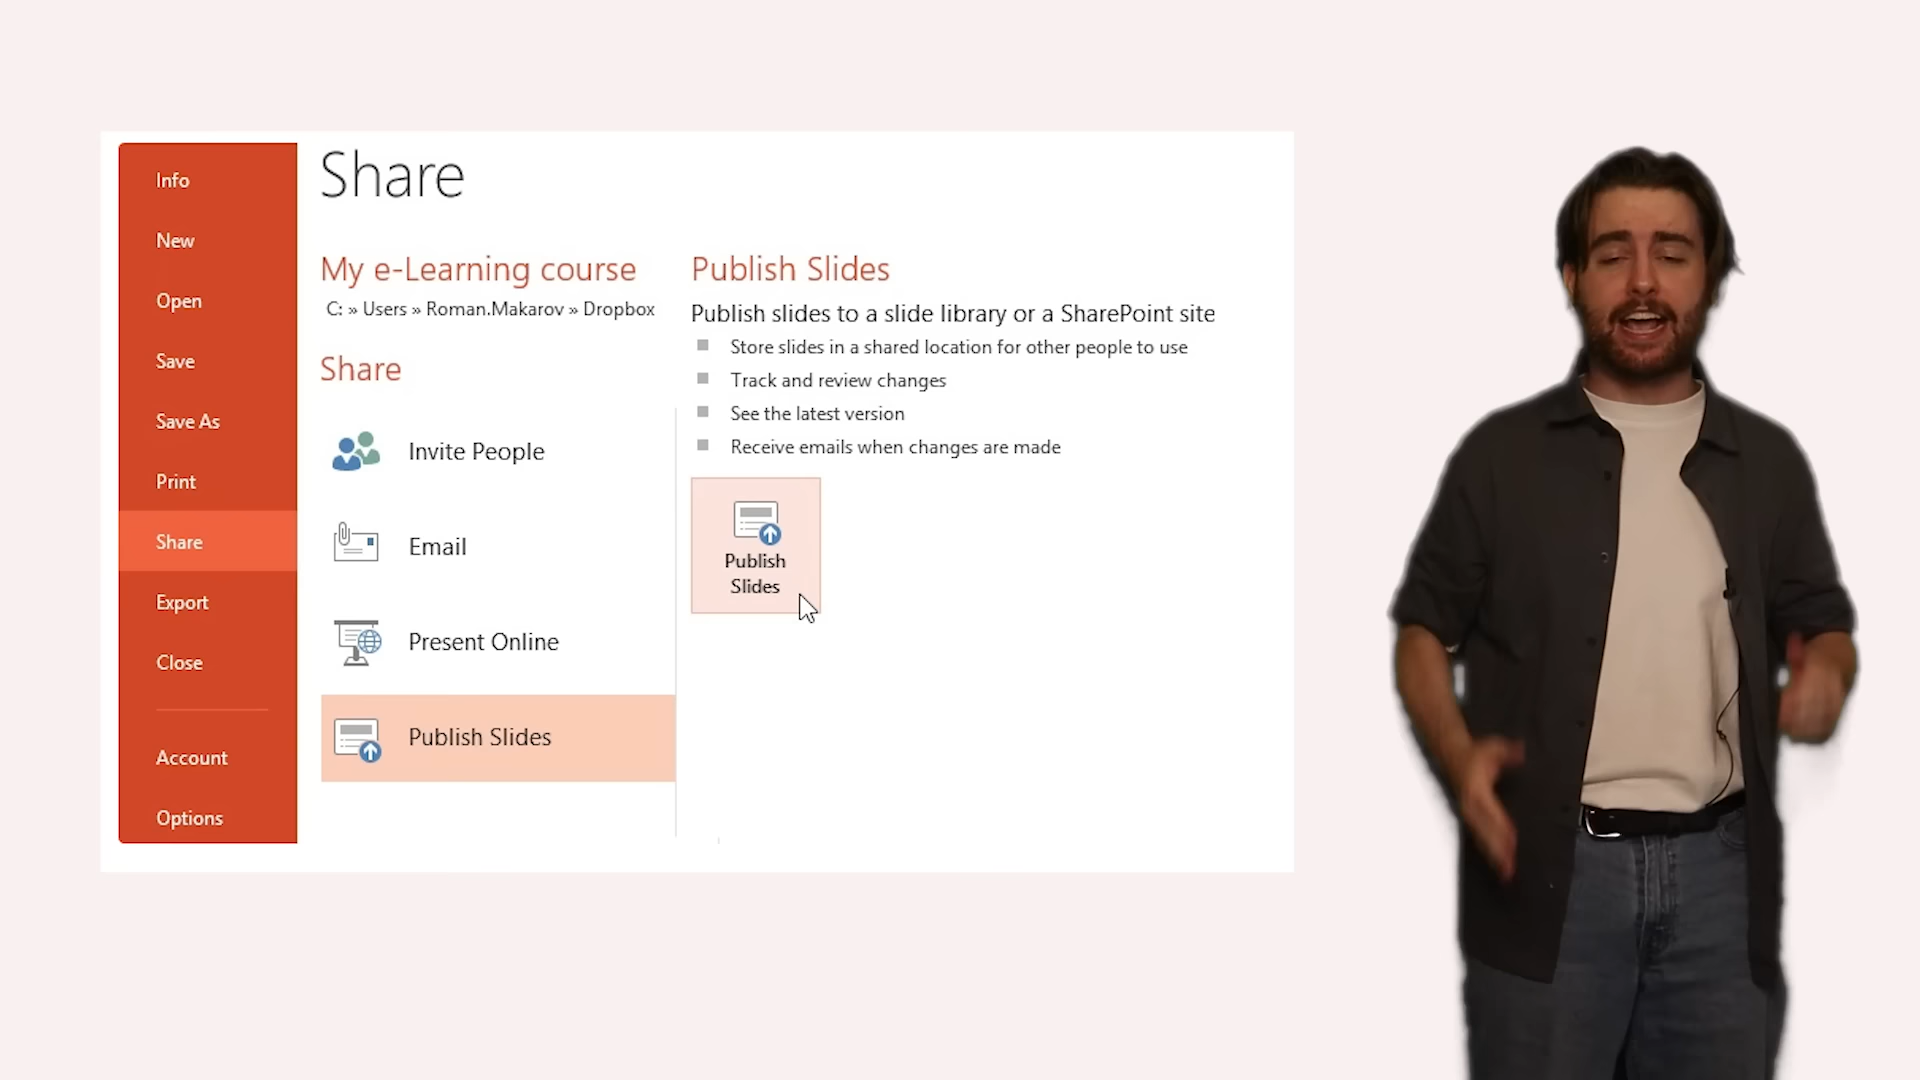 Info
New
Open
Save
Save As
Print
Share
Export
Close
Account
Options
Share
My e-Learning course
C: » Users » Roman.Makarov » Dropbox
Share
Invite People
Email
Present Online
Publish Slides
Publish Slides
Publish slides to a slide library or a SharePoint site
Store slides in a shared location for other people to use
Track and review changes
See the latest version
Receive emails when changes are made
Publish
Slides